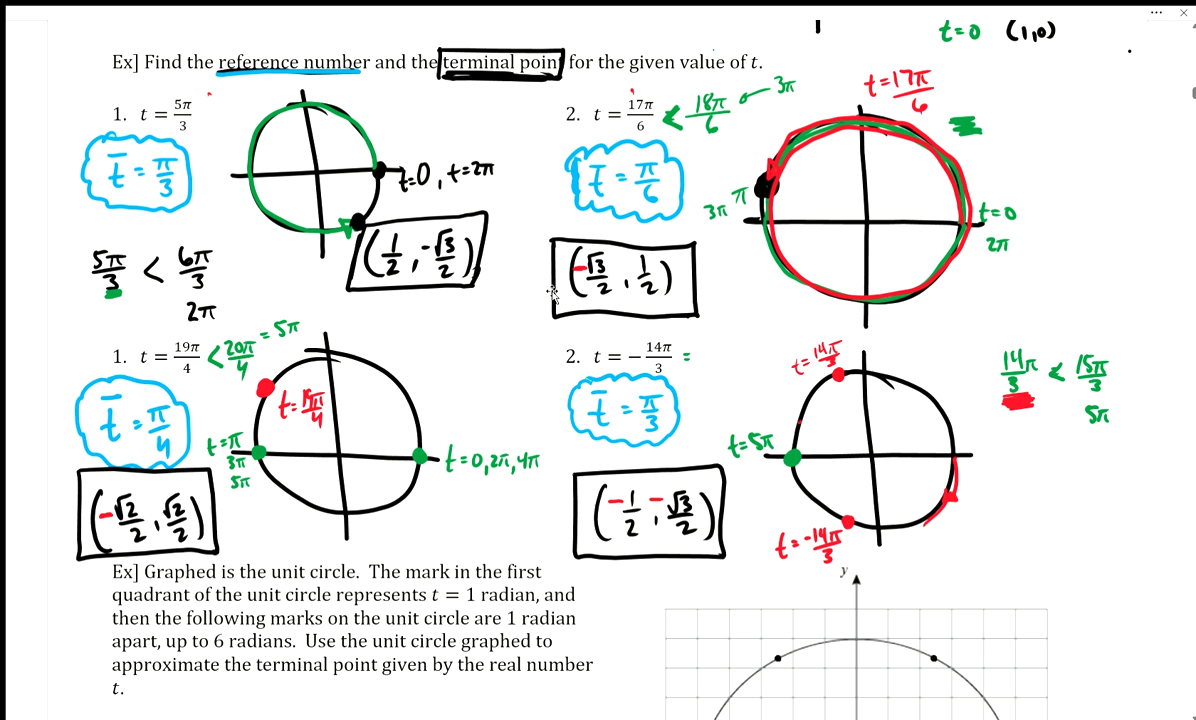 t=0 (1,0)
Ex] Find the reference number and the terminal point for the given value of t.
1. t = 5π/3
t̄ = π/3
t=0, t=2π
(1/2, -√3/2)
5π/3 < 6π/3
2π
2. t = 17π/6 < 18π/6 ← 3π
t=17π/6
t̄ = π/6
π
3π
t=0
2π
(-√3/2, 1/2)
1. t = 19π/4 < 20π/4 = 5π
t̄ = π/4
t=19π/4
t=π
3π
5π
t=0, 2π, 4π
(-√2/2, √2/2)
2. t = − 14π/3 =
t=14π/3
14π/3 < 15π/3
5π
t̄ = π/3
t=5π
(-1/2, -√3/2)
t=-14π/3
Ex] Graphed is the unit circle. The mark in the first
quadrant of the unit circle represents t = 1 radian, and
then the following marks on the unit circle are 1 radian
apart, up to 6 radians. Use the unit circle graphed to
approximate the terminal point given by the real number
t.
y